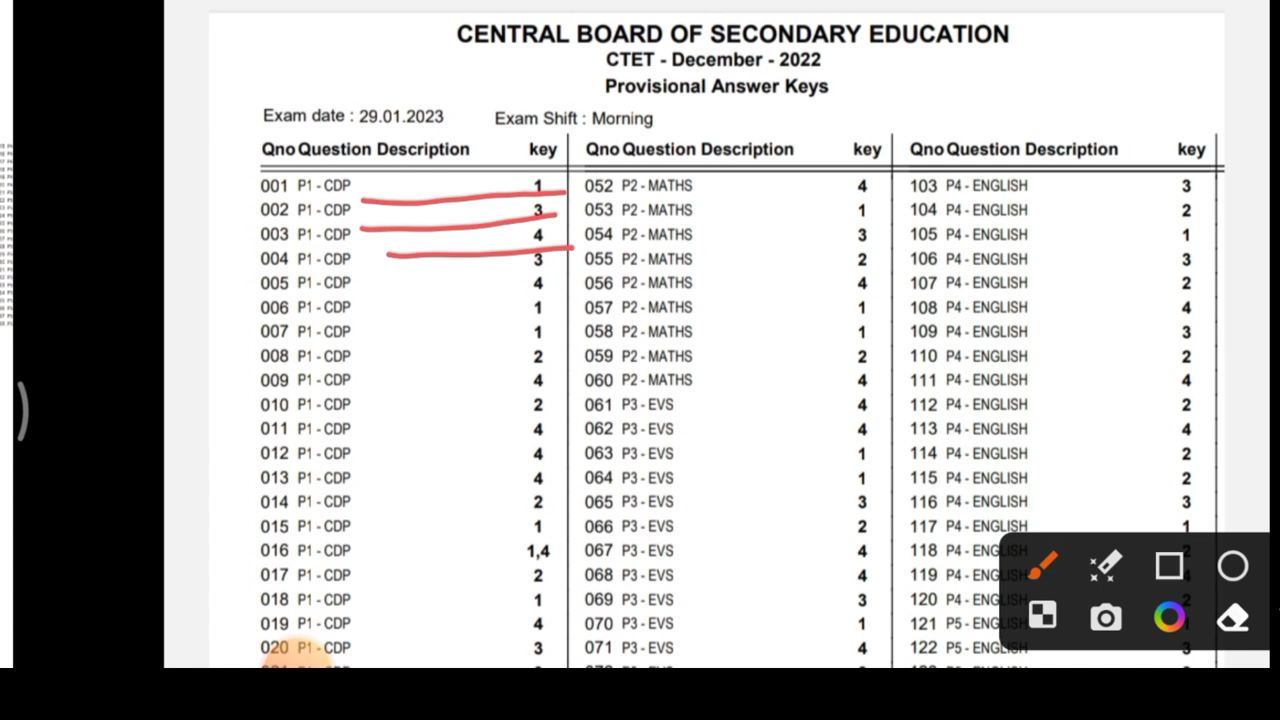 CENTRAL BOARD OF SECONDARY EDUCATION
CTET - December - 2022
Provisional Answer Keys
Exam date : 29.01.2023 Exam Shift : Morning
Qno Question Description key Qno Question Description key Qno Question Description key
001 P1 - CDP 1 052 P2 - MATHS 4 103 P4 - ENGLISH 3
002 P1 - CDP 3 053 P2 - MATHS 1 104 P4 - ENGLISH 2
003 P1 - CDP 4 054 P2 - MATHS 3 105 P4 - ENGLISH 1
004 P1 - CDP 3 055 P2 - MATHS 2 106 P4 - ENGLISH 3
005 P1 - CDP 4 056 P2 - MATHS 4 107 P4 - ENGLISH 2
006 P1 - CDP 1 057 P2 - MATHS 1 108 P4 - ENGLISH 4
007 P1 - CDP 1 058 P2 - MATHS 1 109 P4 - ENGLISH 3
008 P1 - CDP 2 059 P2 - MATHS 2 110 P4 - ENGLISH 2
009 P1 - CDP 4 060 P2 - MATHS 4 111 P4 - ENGLISH 4
010 P1 - CDP 2 061 P3 - EVS 4 112 P4 - ENGLISH 2
011 P1 - CDP 4 062 P3 - EVS 4 113 P4 - ENGLISH 4
012 P1 - CDP 4 063 P3 - EVS 1 114 P4 - ENGLISH 2
013 P1 - CDP 4 064 P3 - EVS 1 115 P4 - ENGLISH 2
014 P1 - CDP 2 065 P3 - EVS 3 116 P4 - ENGLISH 3
015 P1 - CDP 1 066 P3 - EVS 2 117 P4 - ENGLISH 1
016 P1 - CDP 1,4 067 P3 - EVS 4 118 P4 - ENGLISH 2
017 P1 - CDP 2 068 P3 - EVS 4 119 P4 - ENGLISH 4
018 P1 - CDP 1 069 P3 - EVS 3 120 P4 - ENGLISH 2
019 P1 - CDP 4 070 P3 - EVS 1 121 P5 - ENGLISH 1
020 P1 - CDP 3 071 P3 - EVS 4 122 P5 - ENGLISH 3